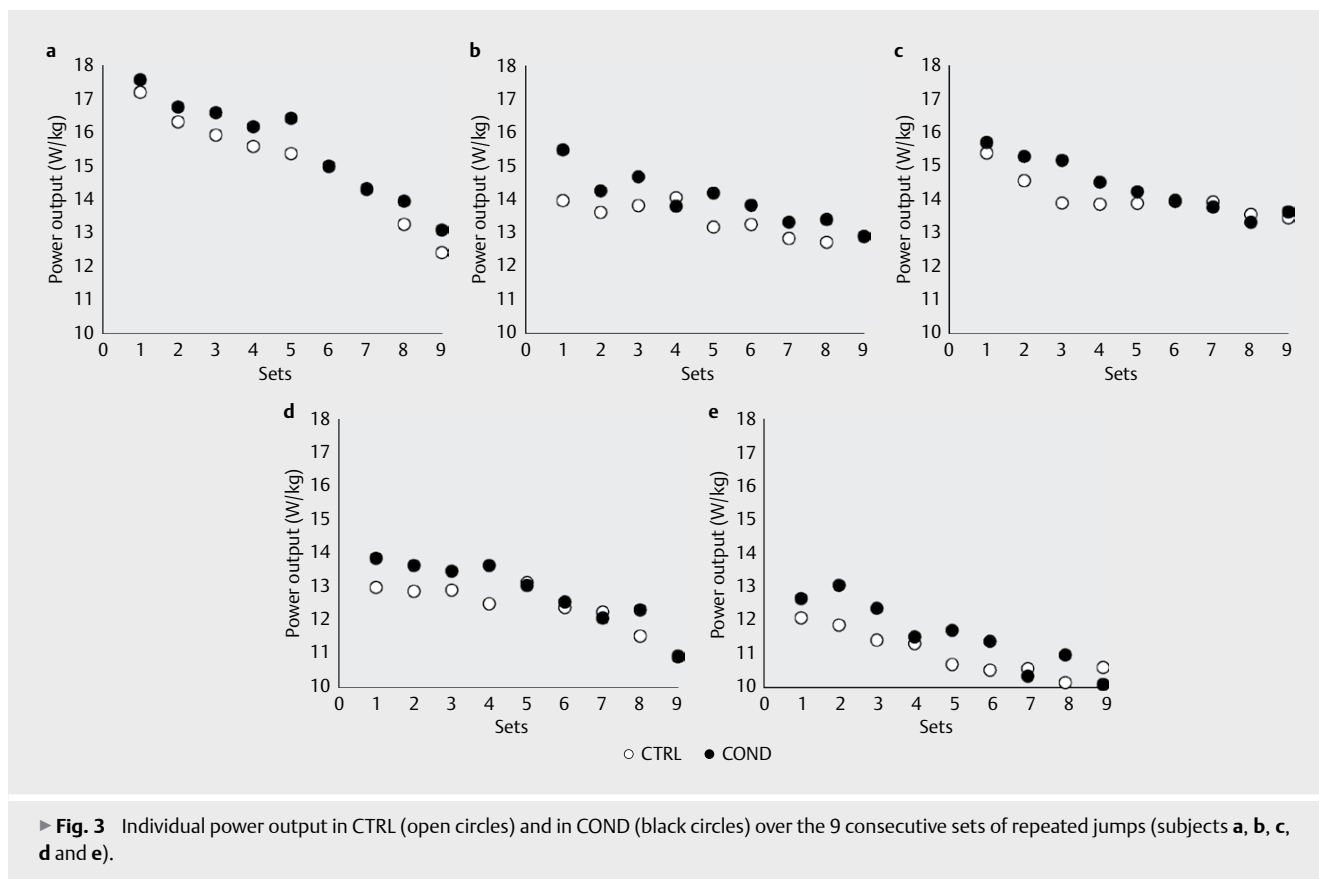 a
18
17
16
15
14
13
12
11
10
Power output (W/kg)
0 1 2 3 4 5 6 7 8 9
Sets
b
18
17
16
15
14
13
12
11
10
Power output (W/kg)
0 1 2 3 4 5 6 7 8 9
Sets
c
18
17
16
15
14
13
12
11
10
Power output (W/kg)
0 1 2 3 4 5 6 7 8 9
Sets
d
18
17
16
15
14
13
12
11
10
Power output (W/kg)
0 1 2 3 4 5 6 7 8 9
Sets
e
18
17
16
15
14
13
12
11
10
Power output (W/kg)
0 1 2 3 4 5 6 7 8 9
Sets
CTRL COND
▶ Fig. 3 Individual power output in CTRL (open circles) and in COND (black circles) over the 9 consecutive sets of repeated jumps (subjects a, b, c,
d and e).